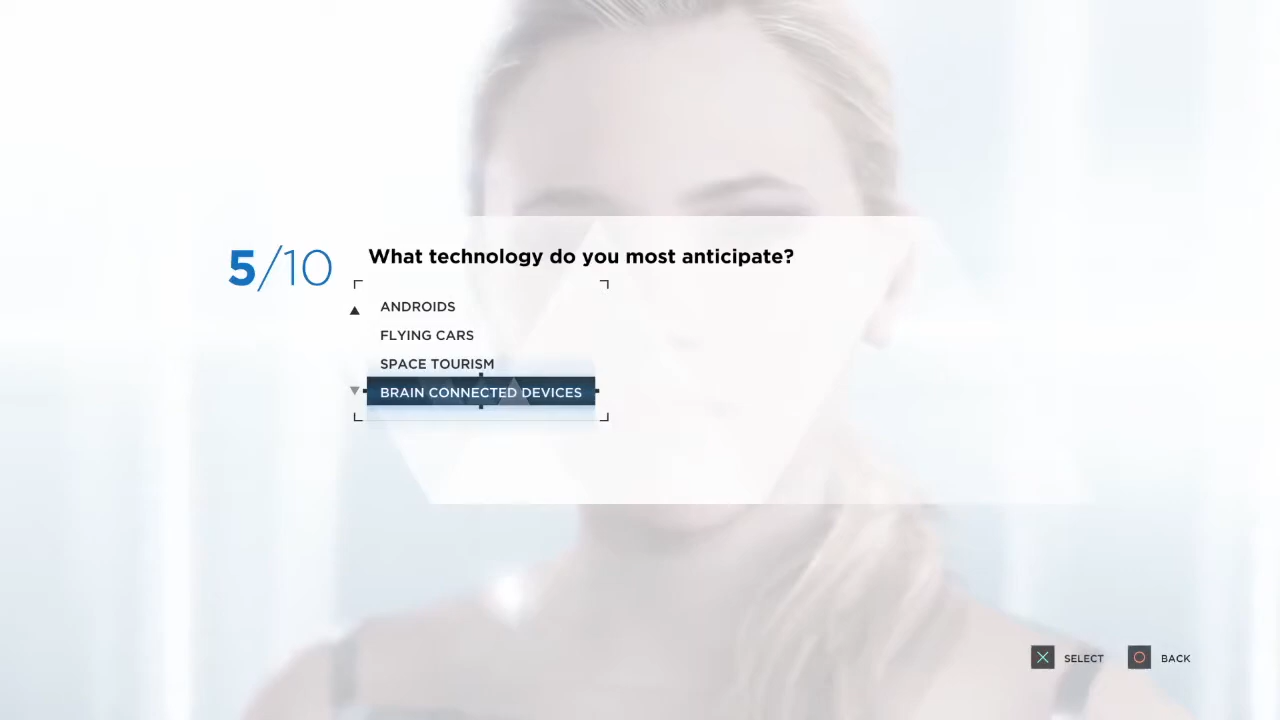 5/10
What technology do you most anticipate?
ANDROIDS
FLYING CARS
SPACE TOURISM
BRAIN CONNECTED DEVICES
SELECT
BACK